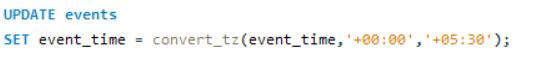 UPDATE events
SET event_time = convert_tz(event_time,'+00:00','+05:30');